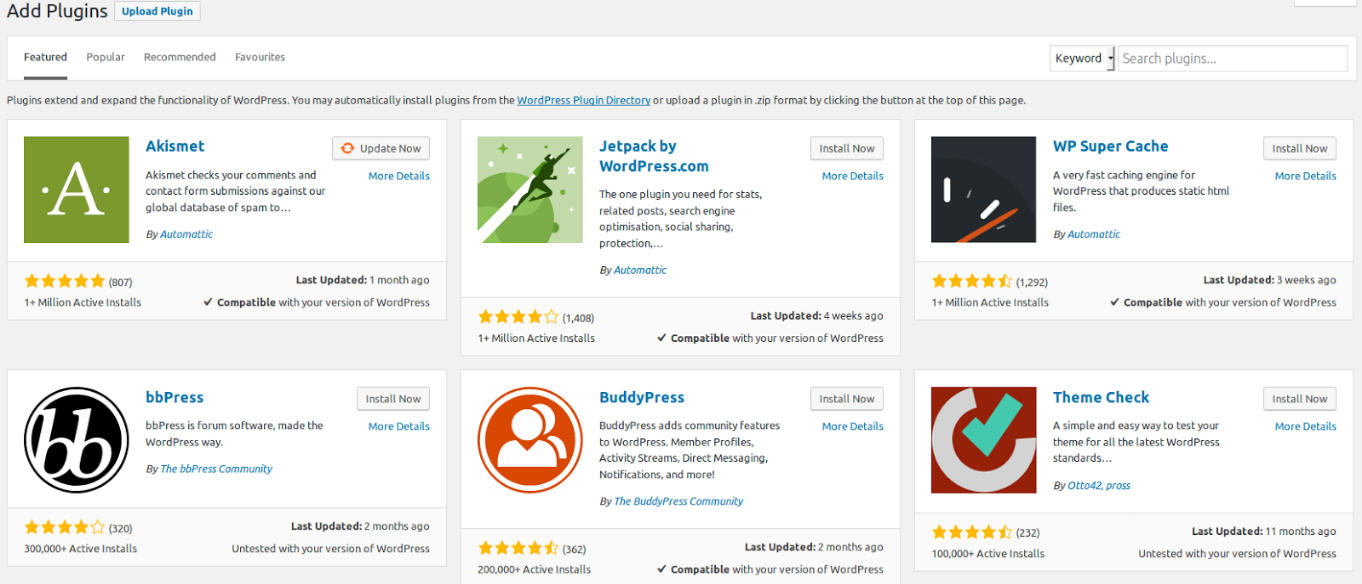 Add Plugins Upload Plugin
Featured Popular Recommended Favourites Keyword Search plugins...
Plugins extend and expand the functionality of WordPress. You may automatically install plugins from the WordPress Plugin Directory or upload a plugin in .zip format by clicking the button at the top of this page.
·A·
Akismet
Update Now
More Details
Akismet checks your comments and
contact form submissions against our
global database of spam to…
By Automattic
(807)
Last Updated: 1 month ago
1+ Million Active Installs
Compatible with your version of WordPress
Jetpack by
WordPress.com
Install Now
More Details
The one plugin you need for stats,
related posts, search engine
optimisation, social sharing,
protection,…
By Automattic
(1,408)
Last Updated: 4 weeks ago
1+ Million Active Installs
Compatible with your version of WordPress
WP Super Cache
Install Now
More Details
A very fast caching engine for
WordPress that produces static html
files.
By Automattic
(1,292)
Last Updated: 3 weeks ago
1+ Million Active Installs
Compatible with your version of WordPress
bb
bbPress
Install Now
More Details
bbPress is forum software, made the
WordPress way.
By The bbPress Community
(320)
Last Updated: 2 months ago
300,000+ Active Installs
Untested with your version of WordPress
BuddyPress
Install Now
More Details
BuddyPress adds community features
to WordPress. Member Profiles,
Activity Streams, Direct Messaging,
Notifications, and more!
By The BuddyPress Community
(362)
Last Updated: 2 months ago
200,000+ Active Installs
Compatible with your version of WordPress
Theme Check
Install Now
More Details
A simple and easy way to test your
theme for all the latest WordPress
standards…
By Otto42, pross
(232)
Last Updated: 11 months ago
100,000+ Active Installs
Untested with your version of WordPress